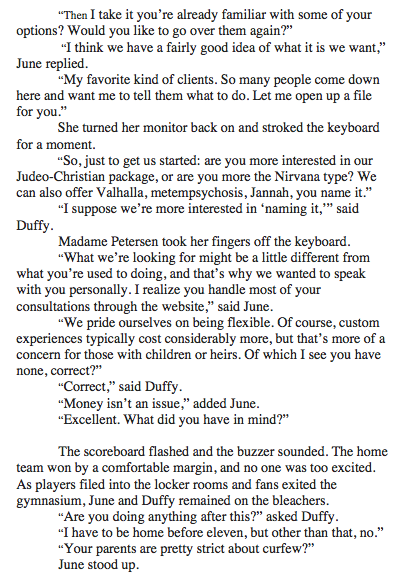 “Then I take it you’re already familiar with some of your
options? Would you like to go over them again?”
“I think we have a fairly good idea of what it is we want,”
June replied.
“My favorite kind of clients. So many people come down
here and want me to tell them what to do. Let me open up a file
for you.”
She turned her monitor back on and stroked the keyboard
for a moment.
“So, just to get us started: are you more interested in our
Judeo-Christian package, or are you more the Nirvana type? We
can also offer Valhalla, metempsychosis, Jannah, you name it.”
“I suppose we’re more interested in ‘naming it,’” said
Duffy.
Madame Petersen took her fingers off the keyboard.
“What we’re looking for might be a little different from
what you’re used to doing, and that’s why we wanted to speak
with you personally. I realize you handle most of your
consultations through the website,” said June.
“We pride ourselves on being flexible. Of course, custom
experiences typically cost considerably more, but that’s more of a
concern for those with children or heirs. Of which I see you have
none, correct?”
“Correct,” said Duffy.
“Money isn’t an issue,” added June.
“Excellent. What did you have in mind?”
The scoreboard flashed and the buzzer sounded. The home
team won by a comfortable margin, and no one was too excited.
As players filed into the locker rooms and fans exited the
gymnasium, June and Duffy remained on the bleachers.
“Are you doing anything after this?” asked Duffy.
“I have to be home before eleven, but other than that, no.”
“Your parents are pretty strict about curfew?”
June stood up.